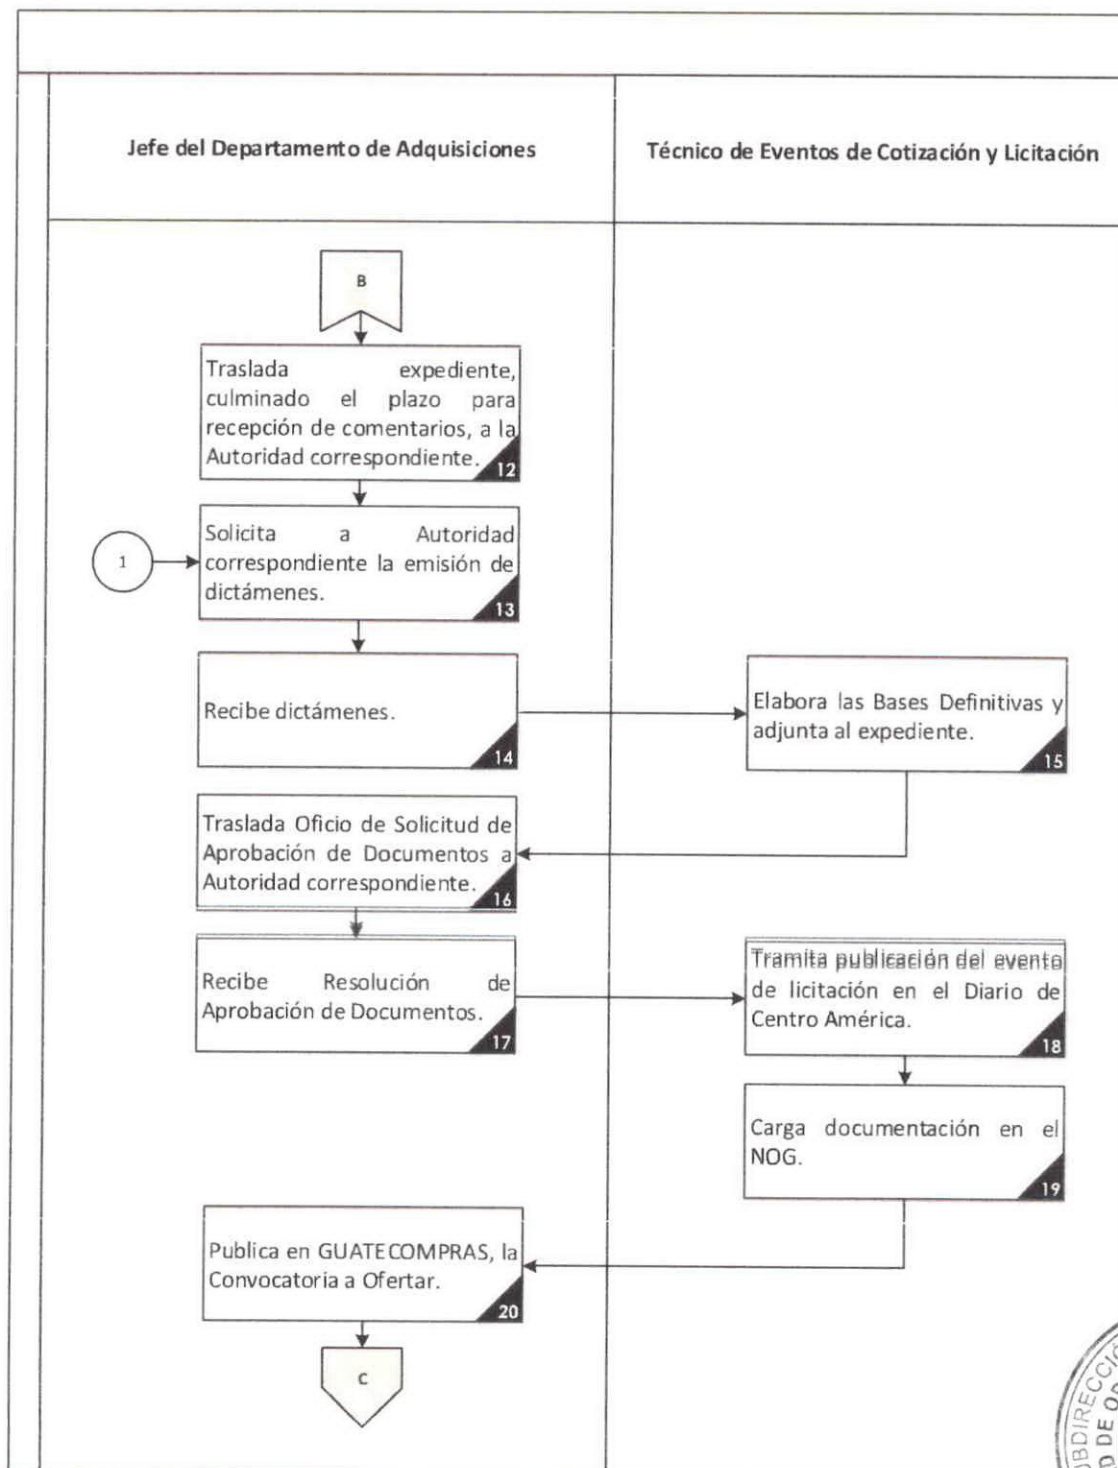 Jefe del Departamento de Adquisiciones
Técnico de Eventos de Cotización y Licitación
B
Traslada expediente,
culminado el plazo para
recepción de comentarios, a la
Autoridad correspondiente.
12
1
Solicita a Autoridad
correspondiente la emisión de
dictámenes.
13
Recibe dictámenes.
14
Elabora las Bases Definitivas y
adjunta al expediente.
15
Traslada Oficio de Solicitud de
Aprobación de Documentos a
Autoridad correspondiente.
16
Recibe Resolución de
Aprobación de Documentos.
17
Tramita publicación del evento
de licitación en el Diario de
Centro América.
18
Carga documentación en el
NOG.
19
Publica en GUATECOMPRAS, la
Convocatoria a Ofertar.
20
C